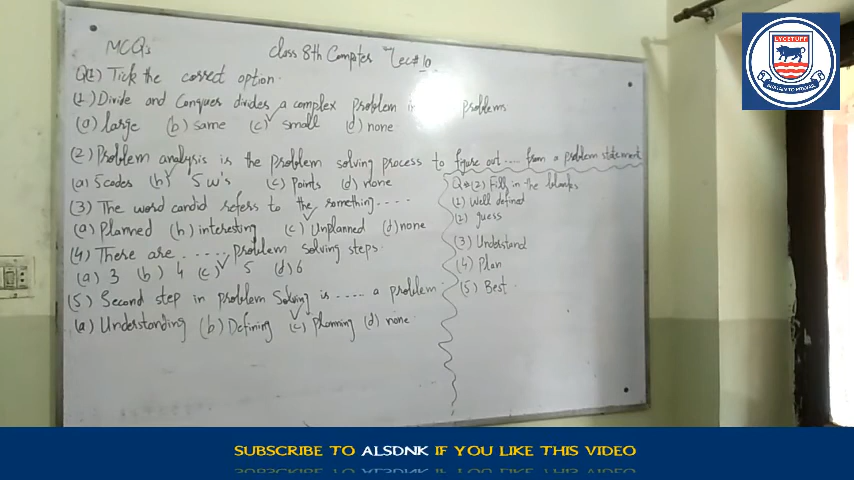 MCQs
class 8th Computer Lec# 10
Q(1) Tick the correct option.
(1) Divide and Conquer divides a complex problem in problems
(a) large (b) same (c) small (d) none
(2) Problem analysis is the problem solving process to figure out .... from a problem statement
(a) 5codes (b) 5 w's (c) Points (d) none
(3) The word candid refers to the something....
(a) Planned (b) interesting (c) Unplanned (d) none
(4) There are ...... problem solving steps.
(a) 3 (b) 4 (c) 5 (d) 6
(5) Second step in problem Solving is ..... a problem.
(a) Understanding (b) Defining (c) planning (d) none
Q#(2) Fill in the blanks
(1) Well defined
(2) guess
(3) Understand
(4) Plan
(5) Best
LYCETUFF
SUBSCRIBE TO ALSDNK IF YOU LIKE THIS VIDEO